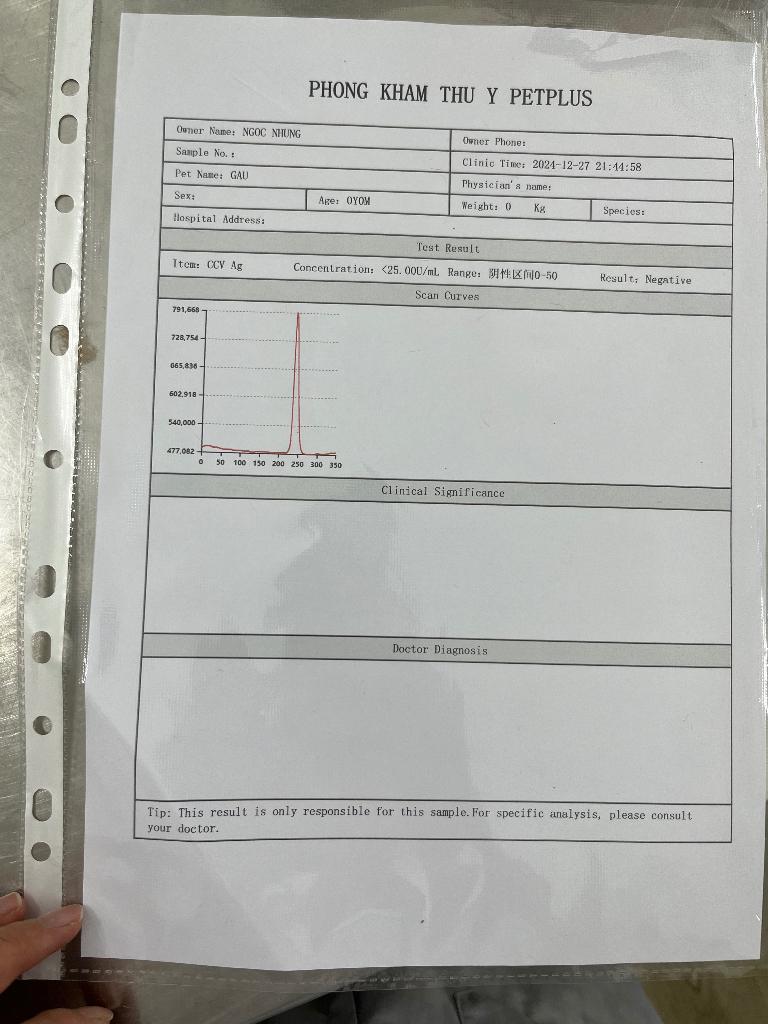 PHONG KHAM THU Y PETPLUS
Owner Name: NGOC NHUNG
Owner Phone:
Sample No.:
Clinic Time: 2024-12-27 21:44:58
Pet Name: GAU
Physician's name:
Sex:
Age: 0Y0M
Weight: 0 Kg
Species:
Hospital Address:
Test Result
Item: CCV Ag Concentration: <25.00U/mL Range: 阴性区间0-50 Result: Negative
Scan Curves
791,668
728,754
665,836
602,918
540,000
477,082
0 50 100 150 200 250 300 350
Clinical Significance
Doctor Diagnosis
Tip: This result is only responsible for this sample.For specific analysis, please consult
your doctor.